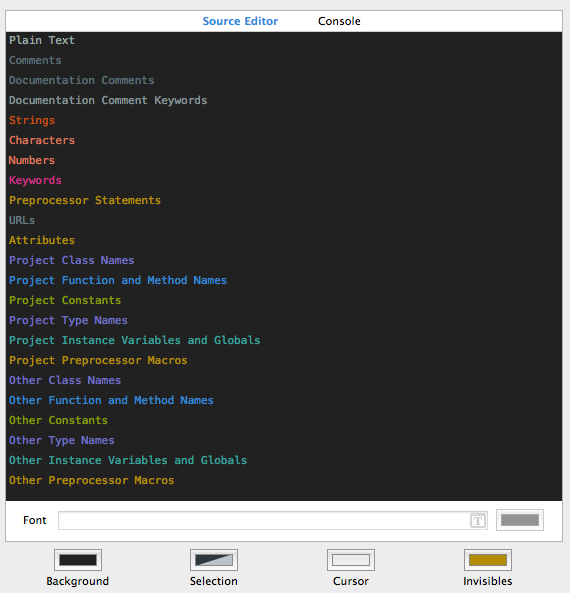 Source Editor Console
Plain Text
Comments
Documentation Comments
Documentation Comment Keywords
Strings
Characters
Numbers
Keywords
Preprocessor Statements
URLs
Attributes
Project Class Names
Project Function and Method Names
Project Constants
Project Type Names
Project Instance Variables and Globals
Project Preprocessor Macros
Other Class Names
Other Function and Method Names
Other Constants
Other Type Names
Other Instance Variables and Globals
Other Preprocessor Macros
Font T
Background Selection Cursor Invisibles